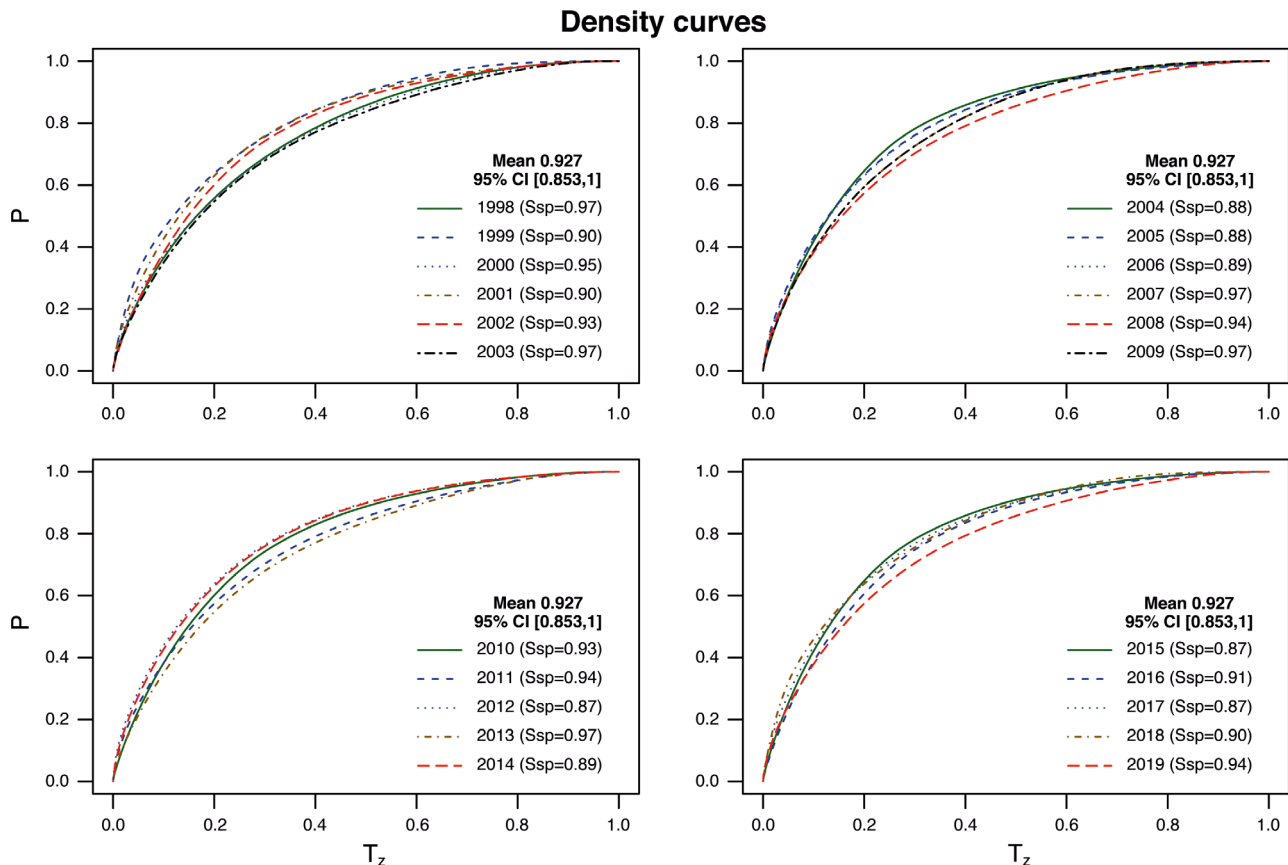 Density curves
P
1.0
0.8
0.6
0.4
0.2
0.0
Mean 0.927
95% CI [0.853,1]
1998 (Ssp=0.97)
1999 (Ssp=0.90)
2000 (Ssp=0.95)
2001 (Ssp=0.90)
2002 (Ssp=0.93)
2003 (Ssp=0.97)
0.0 0.2 0.4 0.6 0.8 1.0
1.0
0.8
0.6
0.4
0.2
0.0
Mean 0.927
95% CI [0.853,1]
2004 (Ssp=0.88)
2005 (Ssp=0.88)
2006 (Ssp=0.89)
2007 (Ssp=0.97)
2008 (Ssp=0.94)
2009 (Ssp=0.97)
0.0 0.2 0.4 0.6 0.8 1.0
P
1.0
0.8
0.6
0.4
0.2
0.0
Mean 0.927
95% CI [0.853,1]
2010 (Ssp=0.93)
2011 (Ssp=0.94)
2012 (Ssp=0.87)
2013 (Ssp=0.97)
2014 (Ssp=0.89)
0.0 0.2 0.4 0.6 0.8 1.0
Tz
1.0
0.8
0.6
0.4
0.2
0.0
Mean 0.927
95% CI [0.853,1]
2015 (Ssp=0.87)
2016 (Ssp=0.91)
2017 (Ssp=0.87)
2018 (Ssp=0.90)
2019 (Ssp=0.94)
0.0 0.2 0.4 0.6 0.8 1.0
Tz